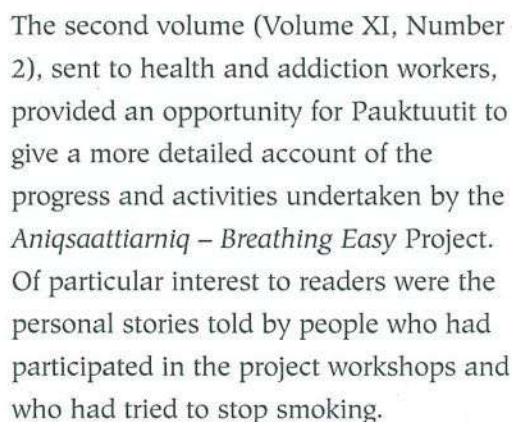 The second volume (Volume XI, Number
2), sent to health and addiction workers,
provided an opportunity for Pauktuutit to
give a more detailed account of the
progress and activities undertaken by the
Aniqsaattiarniq – Breathing Easy Project.
Of particular interest to readers were the
personal stories told by people who had
participated in the project workshops and
who had tried to stop smoking.